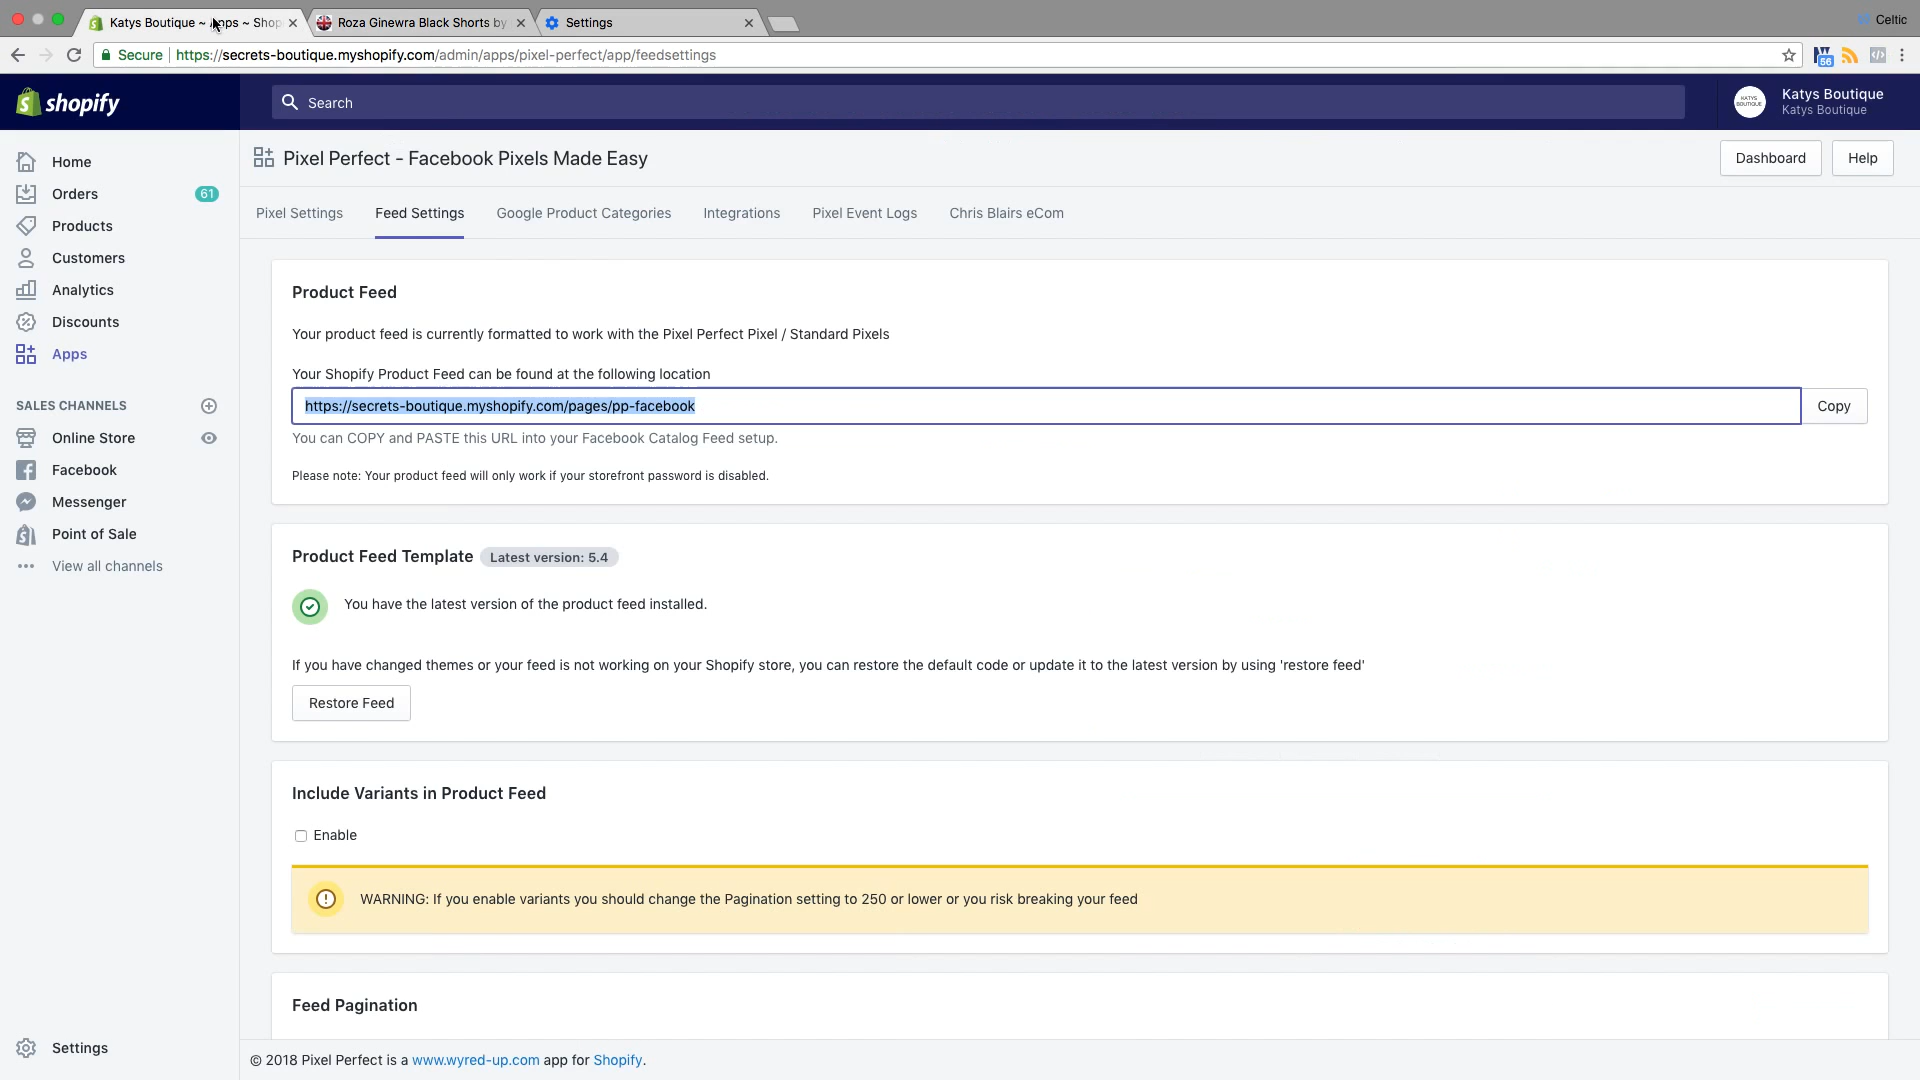 Katys Boutique ~ Apps ~ Shop
Roza Ginewra Black Shorts by
Settings
Celtic
Secure
https://secrets-boutique.myshopify.com/admin/apps/pixel-perfect/app/feedsettings
56
shopify
Search
KATYS BOUTIQUE
Katys Boutique
Katys Boutique
Home
Orders
61
Products
Customers
Analytics
Discounts
Apps
SALES CHANNELS
Online Store
Facebook
Messenger
Point of Sale
View all channels
Settings
Pixel Perfect - Facebook Pixels Made Easy
Dashboard
Help
Pixel Settings
Feed Settings
Google Product Categories
Integrations
Pixel Event Logs
Chris Blairs eCom
Product Feed
Your product feed is currently formatted to work with the Pixel Perfect Pixel / Standard Pixels
Your Shopify Product Feed can be found at the following location
https://secrets-boutique.myshopify.com/pages/pp-facebook
Copy
You can COPY and PASTE this URL into your Facebook Catalog Feed setup.
Please note: Your product feed will only work if your storefront password is disabled.
Product Feed Template
Latest version: 5.4
You have the latest version of the product feed installed.
If you have changed themes or your feed is not working on your Shopify store, you can restore the default code or update it to the latest version by using 'restore feed'
Restore Feed
Include Variants in Product Feed
Enable
WARNING: If you enable variants you should change the Pagination setting to 250 or lower or you risk breaking your feed
Feed Pagination
© 2018 Pixel Perfect is a www.wyred-up.com app for Shopify.